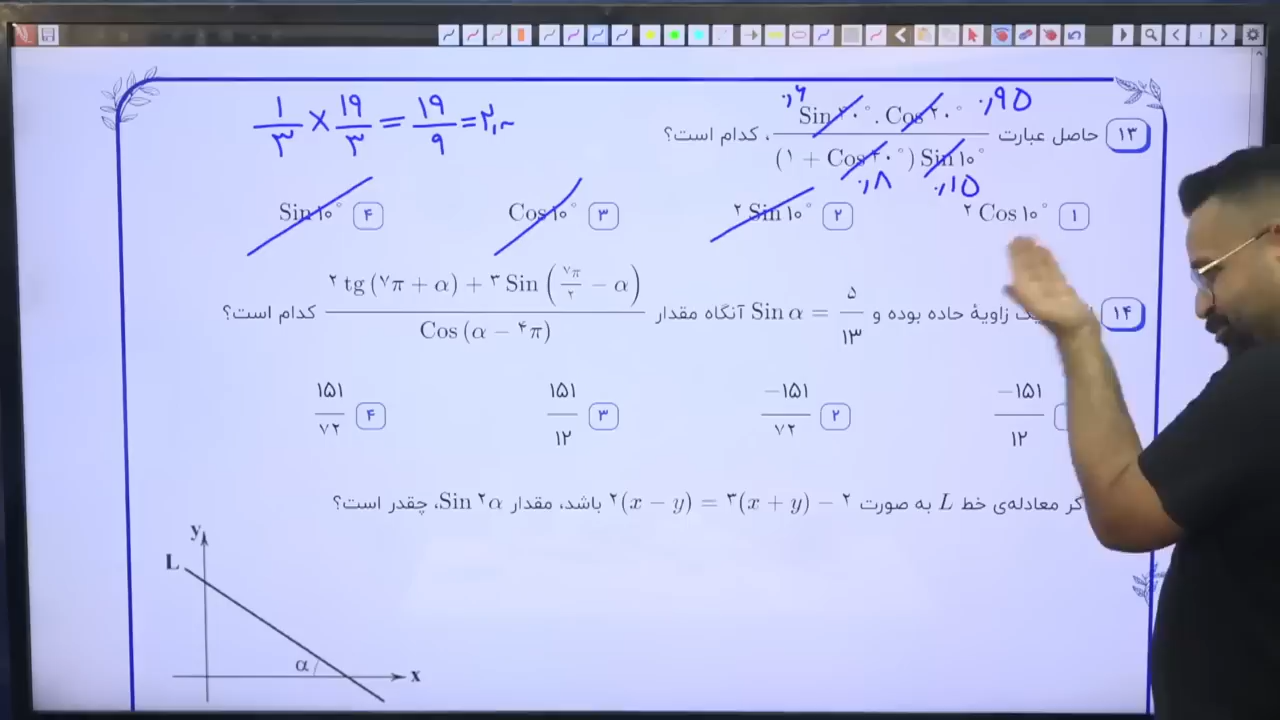 ۱۳ حاصل عبارت (Sin ۴۰° . Cos ۲۰°) / ((۱ + Cos ۴۰°) Sin ۱۰°)، کدام است؟
۰٫۶ ۰٫۹۵
۰٫۸ ۰٫۱۵
۱/۳ × ۱۹/۳ = ۱۹/۹ = ۲٫~
۱ ۲ Cos ۱۰° ۲ ۲ Sin ۱۰° ۳ Cos ۱۰° ۴ Sin ۱۰°
۱۴ زاویهٔ حاده بوده و Sin α = ۵/۱۳ آنگاه مقدار (۲ tg (۷π + α) + ۳ Sin (۷π/۲ − α)) / Cos (α − ۴π) کدام است؟
−۱۵۱/۱۲ ۲ −۱۵۱/۷۲ ۳ ۱۵۱/۱۲ ۴ ۱۵۱/۷۲
گر معادله‌ی خط L به صورت ۲(x − y) = ۳(x + y) − ۲ باشد، مقدار Sin ۲α، چقدر است؟
y
L
α x